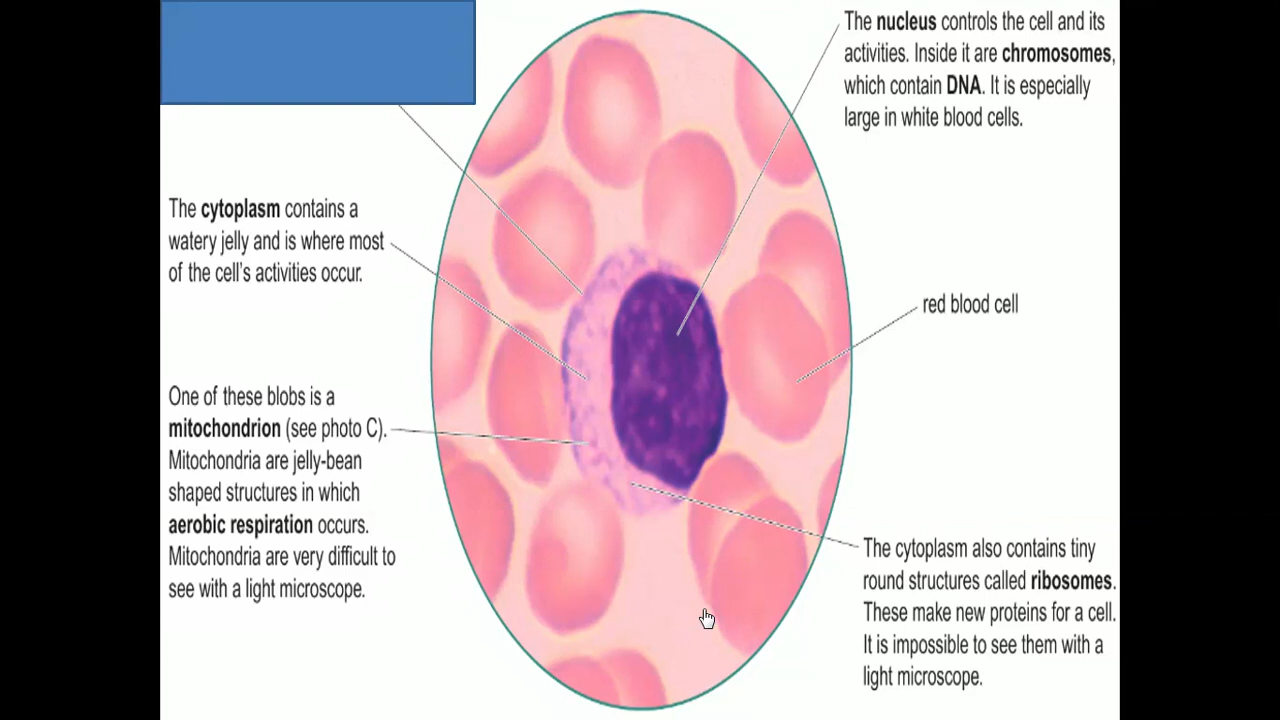 The nucleus controls the cell and its
activities. Inside it are chromosomes,
which contain DNA. It is especially
large in white blood cells.
The cytoplasm contains a
watery jelly and is where most
of the cell's activities occur.
red blood cell
One of these blobs is a
mitochondrion (see photo C).
Mitochondria are jelly-bean
shaped structures in which
aerobic respiration occurs.
Mitochondria are very difficult to
see with a light microscope.
The cytoplasm also contains tiny
round structures called ribosomes.
These make new proteins for a cell.
It is impossible to see them with a
light microscope.